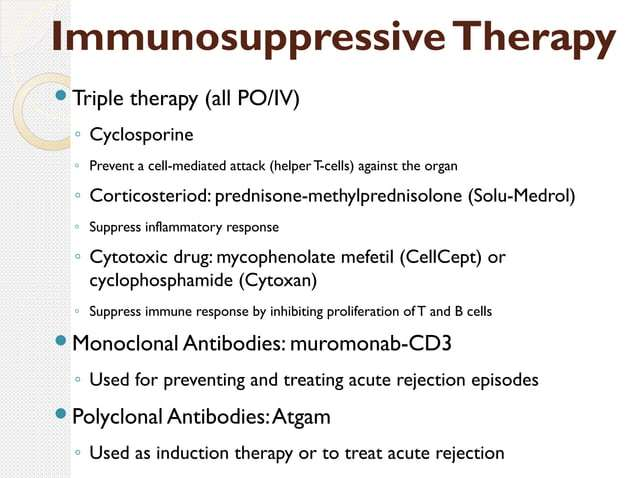 Immunosuppressive Therapy
Triple therapy (all PO/IV)
Cyclosporine
Prevent a cell-mediated attack (helper T-cells) against the organ
Corticosteriod: prednisone-methylprednisolone (Solu-Medrol)
Suppress inflammatory response
Cytotoxic drug: mycophenolate mefetil (CellCept) or
cyclophosphamide (Cytoxan)
Suppress immune response by inhibiting proliferation of T and B cells
Monoclonal Antibodies: muromonab-CD3
Used for preventing and treating acute rejection episodes
Polyclonal Antibodies: Atgam
Used as induction therapy or to treat acute rejection